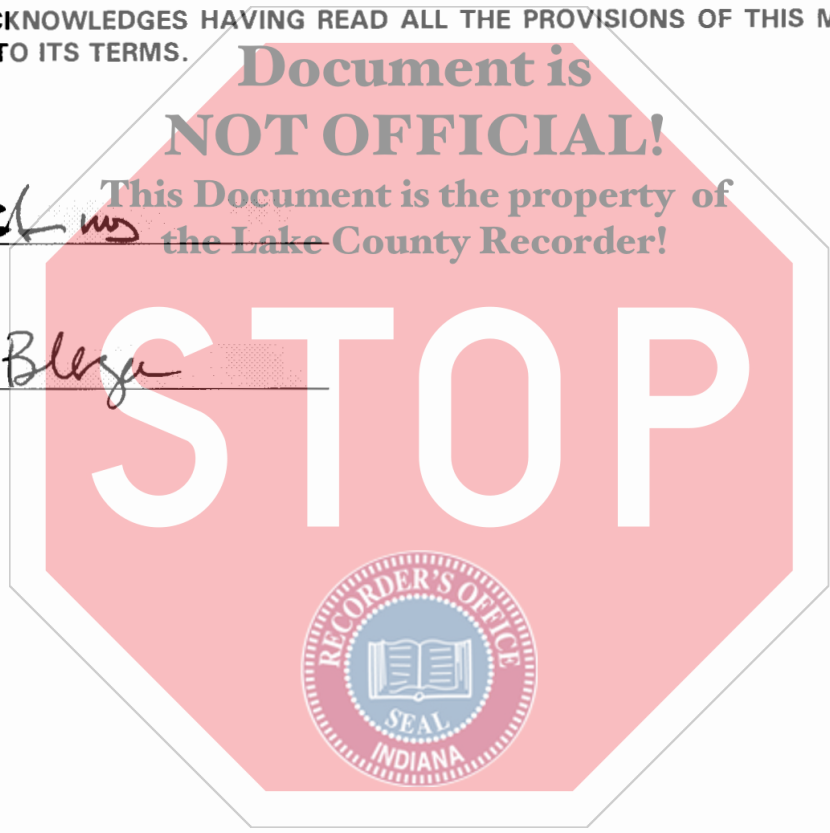 CKNOWLEDGES HAVING READ ALL THE PROVISIONS OF THIS M
TO ITS TERMS.
Document is
NOT OFFICIAL!
This Document is the property of
the Lake County Recorder!
STOP
RECORDER'S OFFICE
SEAL
INDIANA